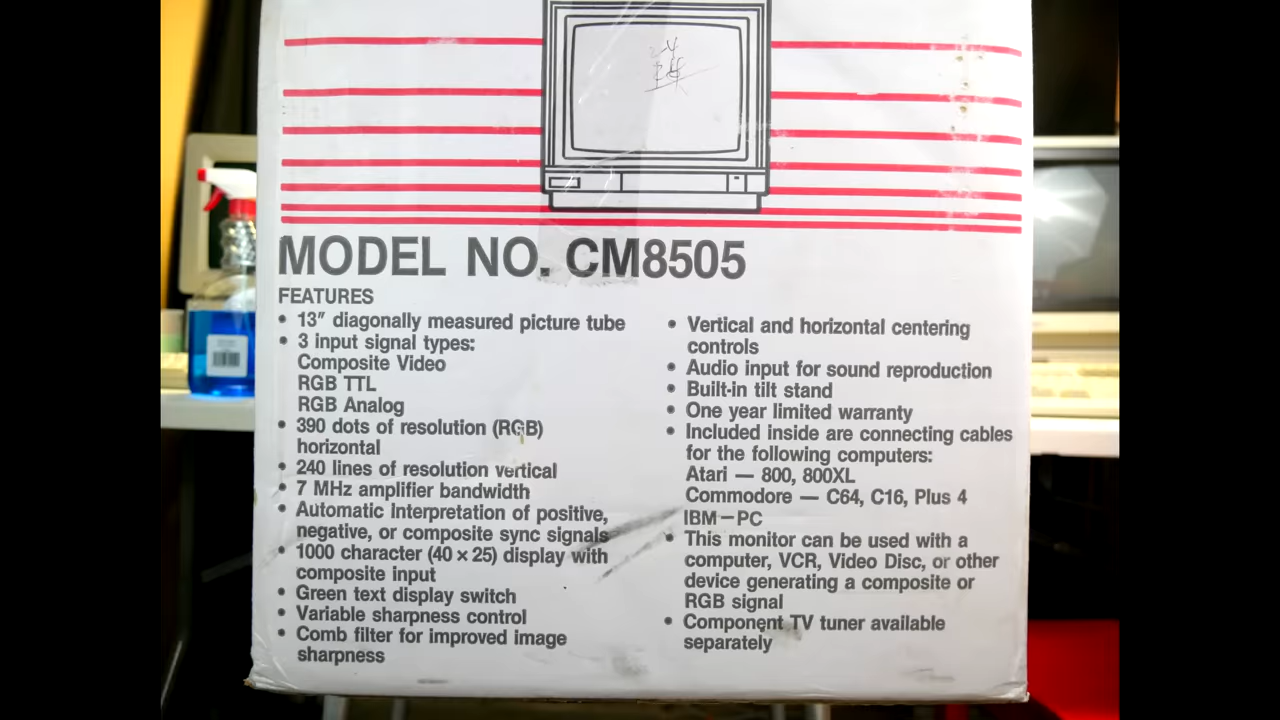 MODEL NO. CM8505
FEATURES
• 13" diagonally measured picture tube
• 3 input signal types:
Composite Video
RGB TTL
RGB Analog
• 390 dots of resolution (RGB)
horizontal
• 240 lines of resolution vertical
• 7 MHz amplifier bandwidth
• Automatic Interpretation of positive,
negative, or composite sync signals
• 1000 character (40 × 25) display with
composite input
• Green text display switch
• Variable sharpness control
• Comb filter for improved image
sharpness
• Vertical and horizontal centering
controls
• Audio input for sound reproduction
• Built-in tilt stand
• One year limited warranty
• Included inside are connecting cables
for the following computers:
Atari — 800, 800XL
Commodore — C64, C16, Plus 4
IBM — PC
• This monitor can be used with a
computer, VCR, Video Disc, or other
device generating a composite or
RGB signal
• Component TV tuner available
separately